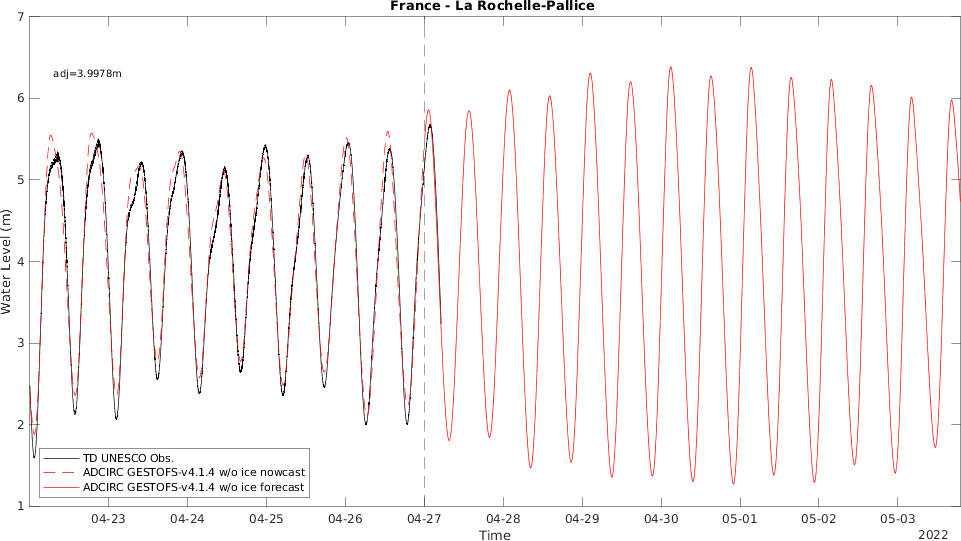 France - La Rochelle-Pallice
adj=3.9978m
7
6
5
4
3
2
1
Water Level (m)
TD UNESCO Obs.
ADCIRC GESTOFS-v4.1.4 w/o ice nowcast
ADCIRC GESTOFS-v4.1.4 w/o ice forecast
04-23 04-24 04-25 04-26 04-27 04-28 04-29 04-30 05-01 05-02 05-03
Time
2022